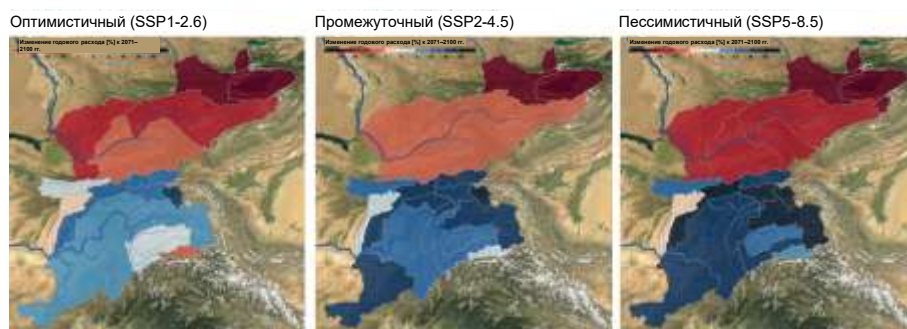 Оптимистичный (SSP1-2.6)
Промежуточный (SSP2-4.5)
Пессимистичный (SSP5-8.5)
Изменение годового расхода [%] к 2071–
2100 гг.
Изменение годового расхода [%] к 2071–2100 гг.
Изменение годового расхода [%] к 2071–2100 гг.